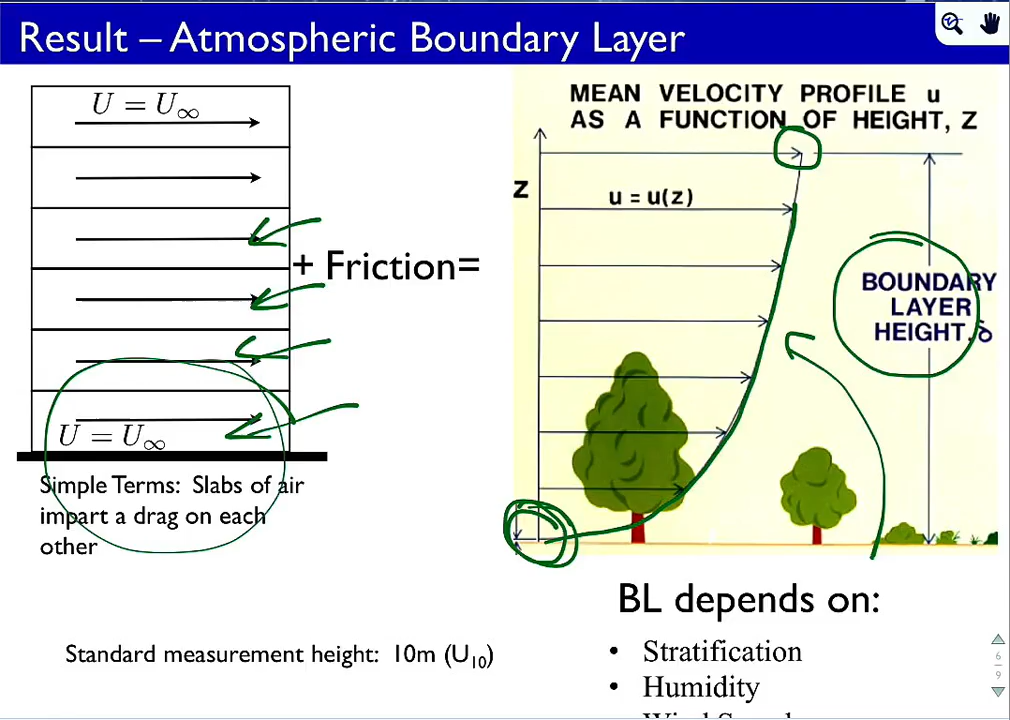 Result – Atmospheric Boundary Layer
U = U∞
U = U∞
Simple Terms: Slabs of air
impart a drag on each
other
+ Friction=
MEAN VELOCITY PROFILE u
AS A FUNCTION OF HEIGHT, Z
Z
u = u(z)
BOUNDARY
LAYER
HEIGHT, δ
Standard measurement height: 10m (U10)
BL depends on:
• Stratification
• Humidity
6
9